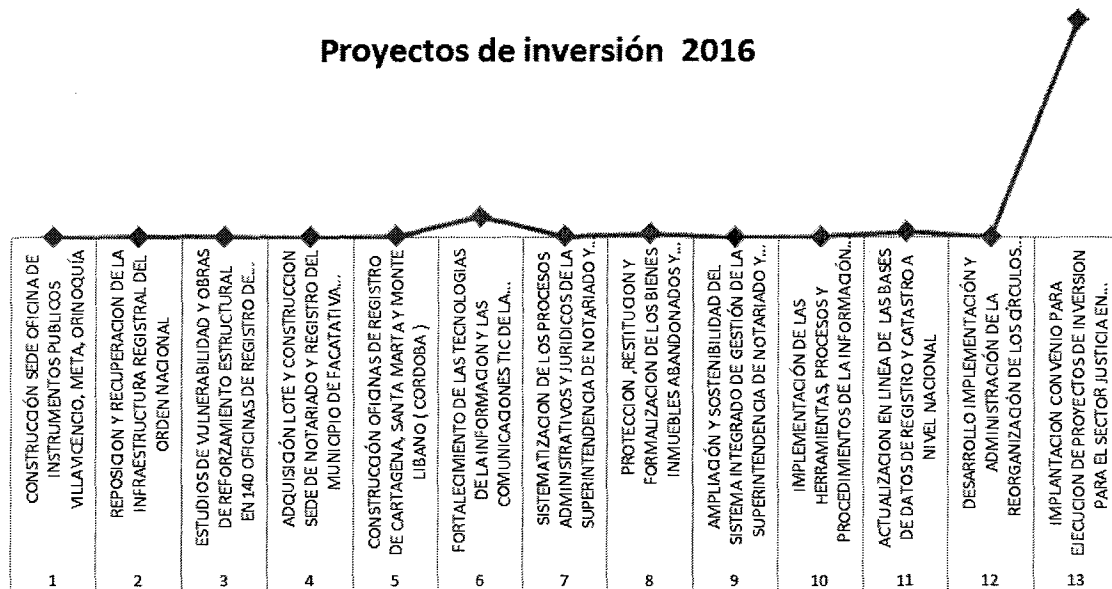 Proyectos de inversión 2016
CONSTRUCCIÓN SEDE OFICINA DE
INSTRUMENTOS PUBLICOS
VILLAVICENCIO, META, ORINOQUÍA
REPOSICION Y RECUPERACION DE LA
INFRAESTRUCTURA REGISTRAL DEL
ORDEN NACIONAL
ESTUDIOS DE VULNERABILIDAD Y OBRAS
DE REFORZAMIENTO ESTRUCTURAL
EN 140 OFICINAS DE REGISTRO DE...
ADQUISICIÓN LOTE Y CONSTRUCCION
SEDE DE NOTARIADO Y REGISTRO DEL
MUNICIPIO DE FACATATIVA...
CONSTRUCCIÓN OFICINAS DE REGISTRO
DE CARTAGENA, SANTA MARTA Y MONTE
LIBANO ( CORDOBA )
FORTALECIMIENTO DE LAS TECNOLOGIAS
DE LA INFORMACION Y LAS
COMUNICACIONES TIC DE LA...
SISTEMATIZACION DE LOS PROCESOS
ADMINISTRATIVOS Y JURIDICOS DE LA
SUPERINTENDENCIA DE NOTARIADO Y...
PROTECCION ,RESTITUCION Y
FORMALIZACION DE LOS BIENES
INMUEBLES ABANDONADOS Y...
AMPLIACIÓN Y SOSTENIBILIDAD DEL
SISTEMA INTEGRADO DE GESTIÓN DE LA
SUPERINTENDENCIA DE NOTARIADO Y...
IMPLEMENTACIÓN DE LAS
HERRAMIENTAS, PROCESOS Y
PROCEDIMIENTOS DE LA INFORMACIÓN...
ACTUALIZACION EN LINEA DE LAS BASES
DE DATOS DE REGISTRO Y CATASTRO A
NIVEL NACIONAL
DESARROLLO IMPLEMENTACIÓN Y
ADMINISTRACIÓN DE LA
REORGANIZACIÓN DE LOS CÍRCULOS...
IMPLANTACION CONVENIO PARA
EJECUCION DE PROYECTOS DE INVERSION
PARA EL SECTOR JUSTICIA EN...
1 2 3 4 5 6 7 8 9 10 11 12 13